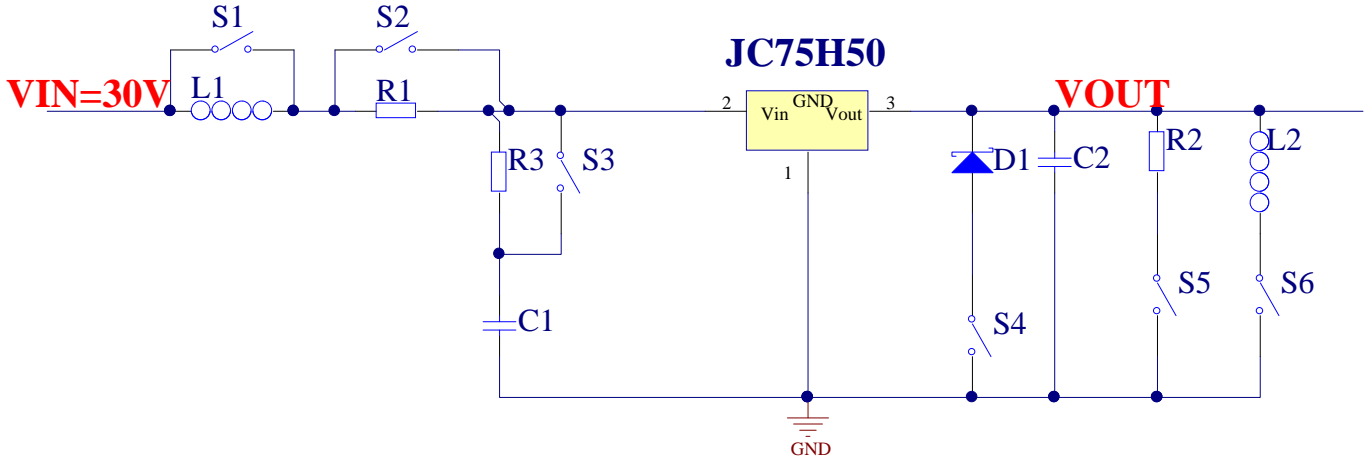 S1
S2
JC75H50
VIN=30V
L1
R1
VOUT
2
Vin
GND
Vout
3
1
R3
S3
D1
C2
R2
L2
S5
S6
C1
S4
GND